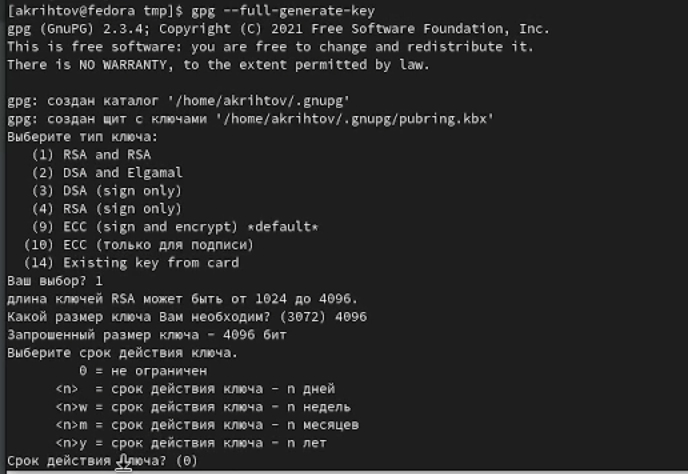 [akrihtov@fedora tmp]$ gpg --full-generate-key
gpg (GnuPG) 2.3.4; Copyright (C) 2021 Free Software Foundation, Inc.
This is free software: you are free to change and redistribute it.
There is NO WARRANTY, to the extent permitted by law.

gpg: создан каталог '/home/akrihtov/.gnupg'
gpg: создан щит с ключами '/home/akrihtov/.gnupg/pubring.kbx'
Выберите тип ключа:
   (1) RSA and RSA
   (2) DSA and Elgamal
   (3) DSA (sign only)
   (4) RSA (sign only)
   (9) ECC (sign and encrypt) *default*
  (10) ECC (только для подписи)
  (14) Existing key from card
Ваш выбор? 1
длина ключей RSA может быть от 1024 до 4096.
Какой размер ключа Вам необходим? (3072) 4096
Запрошенный размер ключа - 4096 бит
Выберите срок действия ключа.
         0 = не ограничен
      <n>  = срок действия ключа - n дней
      <n>w = срок действия ключа - n недель
      <n>m = срок действия ключа - n месяцев
      <n>y = срок действия ключа - n лет
Срок действия ключа? (0)